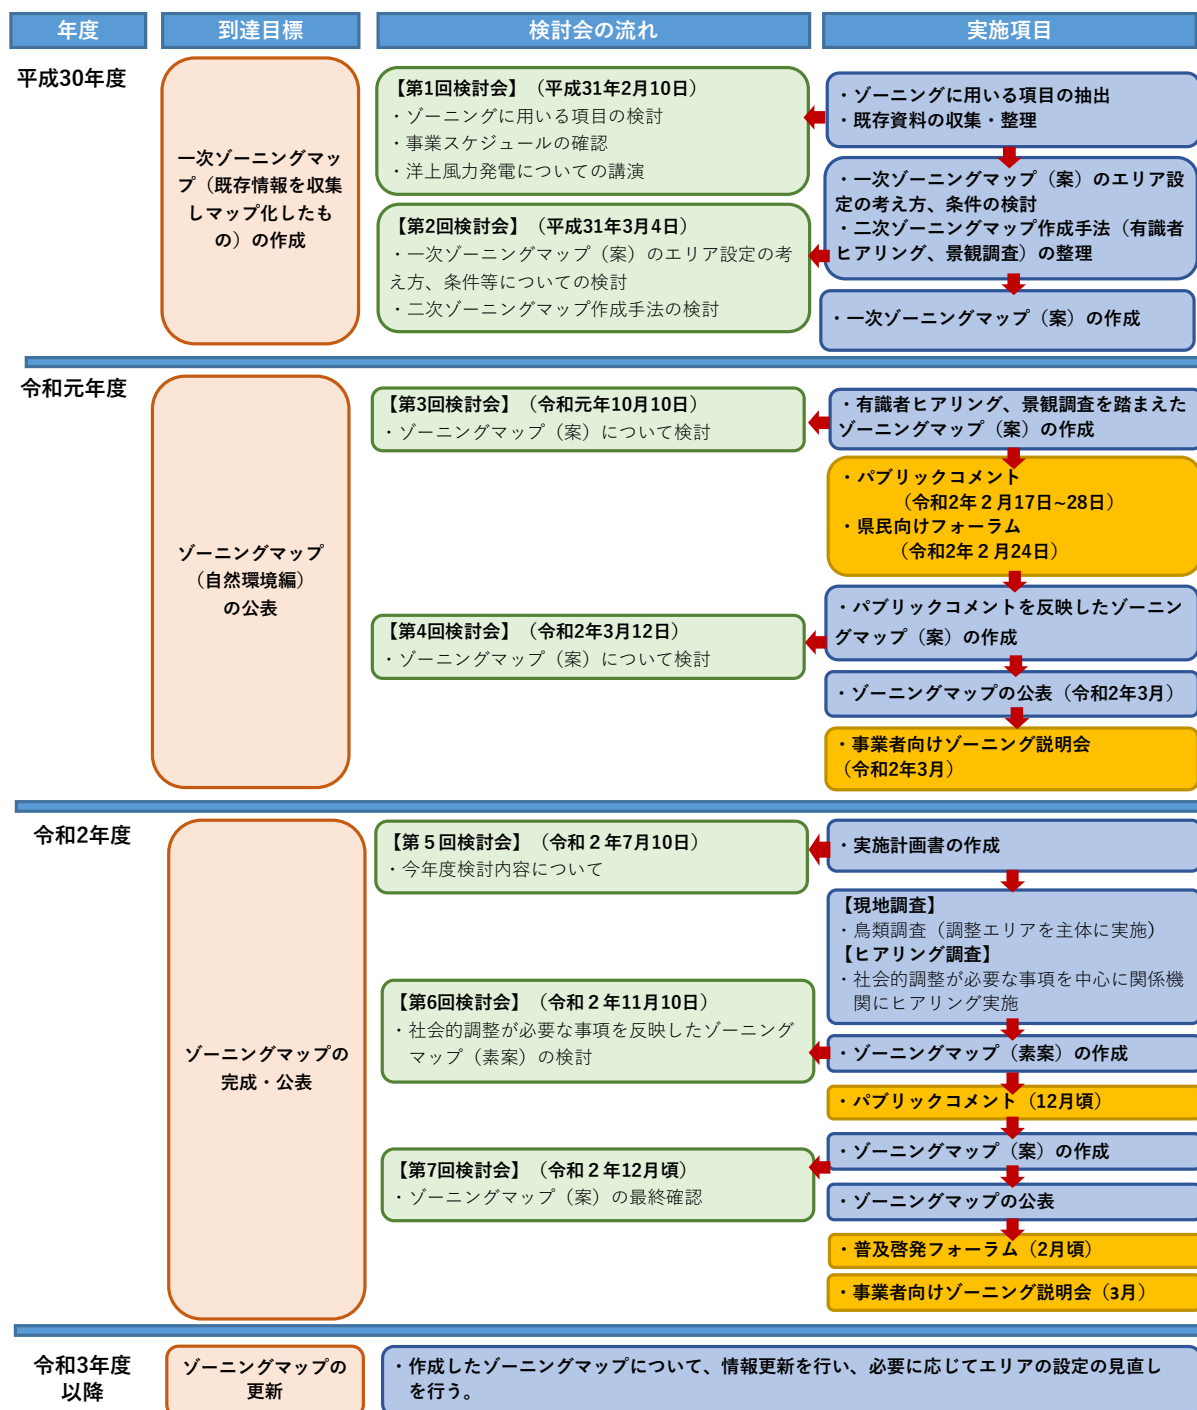 年度
到達目標
検討会の流れ
実施項目
平成30年度
一次ゾーニングマッ
プ（既存情報を収集
しマップ化したも
の）の作成
【第1回検討会】（平成31年2月10日）
・ゾーニングに用いる項目の検討
・事業スケジュールの確認
・洋上風力発電についての講演
【第2回検討会】（平成31年3月4日）
・一次ゾーニングマップ（案）のエリア設定の考
え方、条件等についての検討
・二次ゾーニングマップ作成手法の検討
・ゾーニングに用いる項目の抽出
・既存資料の収集・整理
・一次ゾーニングマップ（案）のエリア設
定の考え方、条件の検討
・二次ゾーニングマップ作成手法（有識者
ヒアリング、景観調査）の整理
・一次ゾーニングマップ（案）の作成
令和元年度
ゾーニングマップ
（自然環境編）
の公表
【第3回検討会】（令和元年10月10日）
・ゾーニングマップ（案）について検討
【第4回検討会】（令和2年3月12日）
・ゾーニングマップ（案）について検討
・有識者ヒアリング、景観調査を踏まえた
ゾーニングマップ（案）の作成
・パブリックコメント
（令和2年２月17日~28日）
・県民向けフォーラム
（令和2年２月24日）
・パブリックコメントを反映したゾーニン
グマップ（案）の作成
・ゾーニングマップの公表（令和2年3月）
・事業者向けゾーニング説明会
（令和2年3月）
令和2年度
ゾーニングマップの
完成・公表
【第５回検討会】（令和２年7月10日）
・今年度検討内容について
【第6回検討会】（令和２年11月10日）
・社会的調整が必要な事項を反映したゾーニング
マップ（素案）の検討
【第7回検討会】（令和２年12月頃）
・ゾーニングマップ（案）の最終確認
・実施計画書の作成
【現地調査】
・鳥類調査（調整エリアを主体に実施）
【ヒアリング調査】
・社会的調整が必要な事項を中心に関係機
関にヒアリング実施
・ゾーニングマップ（素案）の作成
・パブリックコメント（12月頃）
・ゾーニングマップ（案）の作成
・ゾーニングマップの公表
・普及啓発フォーラム（2月頃）
・事業者向けゾーニング説明会（3月）
令和3年度
以降
ゾーニングマップの
更新
・作成したゾーニングマップについて、情報更新を行い、必要に応じてエリアの設定の見直し
を行う。